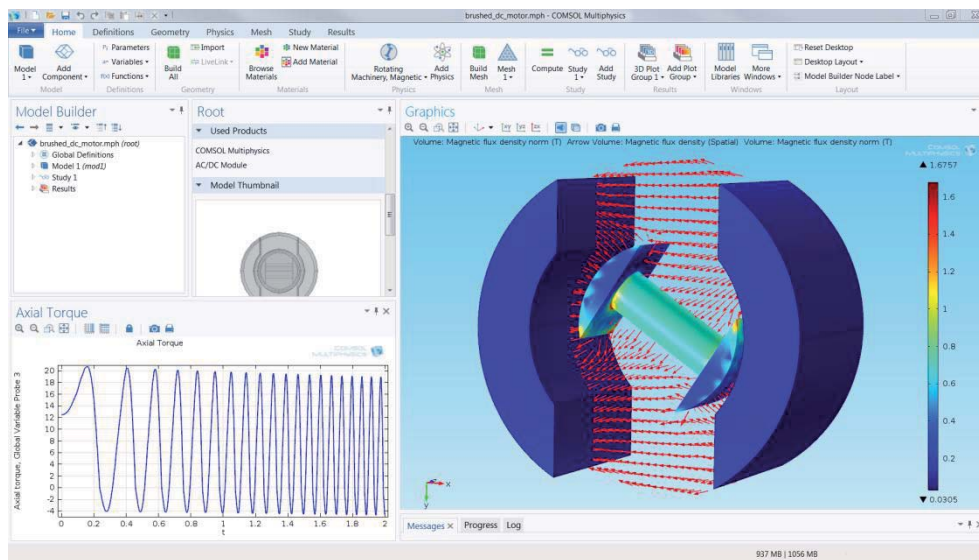 brushed_dc_motor.mph - COMSOL Multiphysics
File Home Definitions Geometry Physics Mesh Study Results
Model 1 Add Component
Pi Parameters
a= Variables
f(x) Functions
Build All
Import
LiveLink
Browse Materials
New Material
Add Material
Rotating Machinery, Magnetic
Add Physics
Build Mesh
Mesh 1
Compute
Study 1
Add Study
3D Plot Group 1
Add Plot Group
Model Libraries
More Windows
Reset Desktop
Desktop Layout
Model Builder Node Label
Model Definitions Geometry Materials Physics Mesh Study Results Windows Layout
Model Builder
brushed_dc_motor.mph (root)
Global Definitions
Model 1 (mod1)
Study 1
Results
Root
Used Products
COMSOL Multiphysics
AC/DC Module
Model Thumbnail
Graphics
Volume: Magnetic flux density norm (T) Arrow Volume: Magnetic flux density (Spatial) Volume: Magnetic flux density norm (T)
COMSOL
MULTIPHYSICS
▲ 1.6757
1.6
1.4
1.2
1
0.8
0.6
0.4
0.2
▼ 0.0305
y x
Axial Torque
Axial Torque
COMSOL
MULTIPHYSICS
Axial torque, Global Variable Probe 3
20
18
16
14
12
10
8
6
4
2
0
-2
-4
0 0.2 0.4 0.6 0.8 1 1.2 1.4 1.6 1.8 2
t
Messages Progress Log
937 MB | 1056 MB